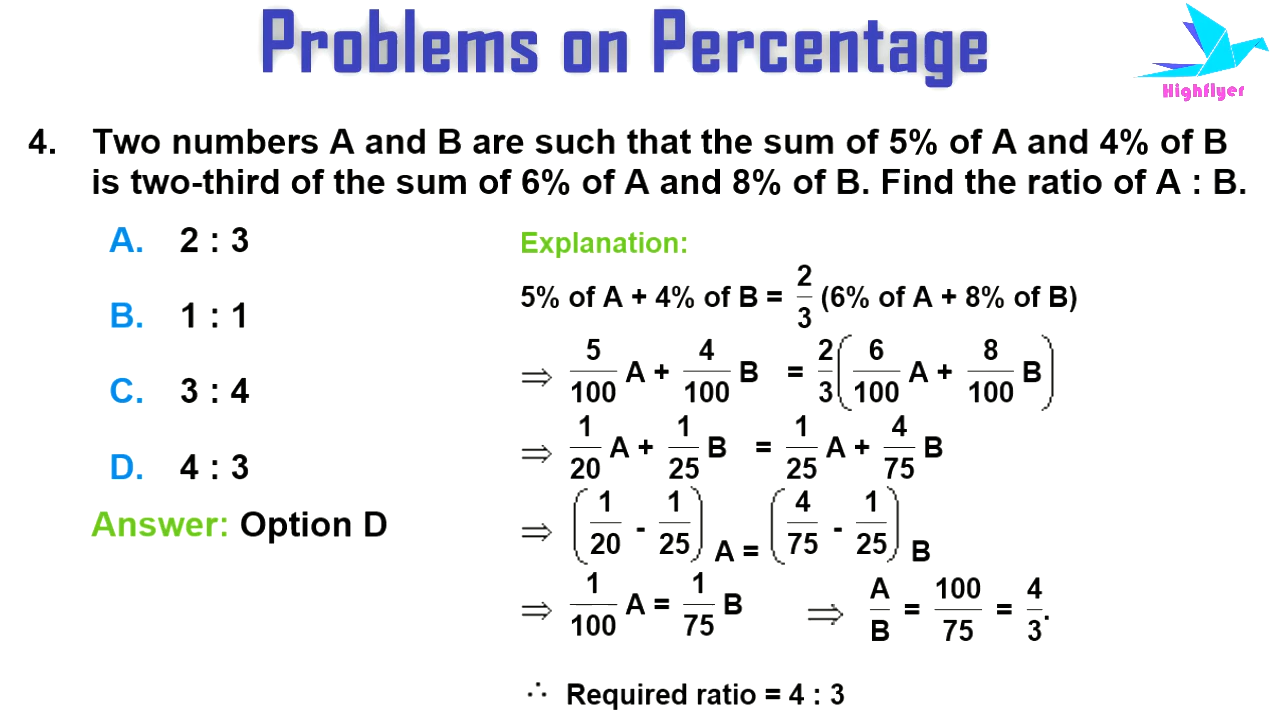 Problems on Percentage
Highflyer
4. Two numbers A and B are such that the sum of 5% of A and 4% of B
is two-third of the sum of 6% of A and 8% of B. Find the ratio of A : B.
A. 2 : 3
B. 1 : 1
C. 3 : 4
D. 4 : 3
Answer: Option D
Explanation:
5% of A + 4% of B = 2/3 (6% of A + 8% of B)
⇒ 5/100 A + 4/100 B = 2/3 (6/100 A + 8/100 B)
⇒ 1/20 A + 1/25 B = 1/25 A + 4/75 B
⇒ (1/20 - 1/25) A = (4/75 - 1/25) B
⇒ 1/100 A = 1/75 B ⇒ A/B = 100/75 = 4/3.
∴ Required ratio = 4 : 3